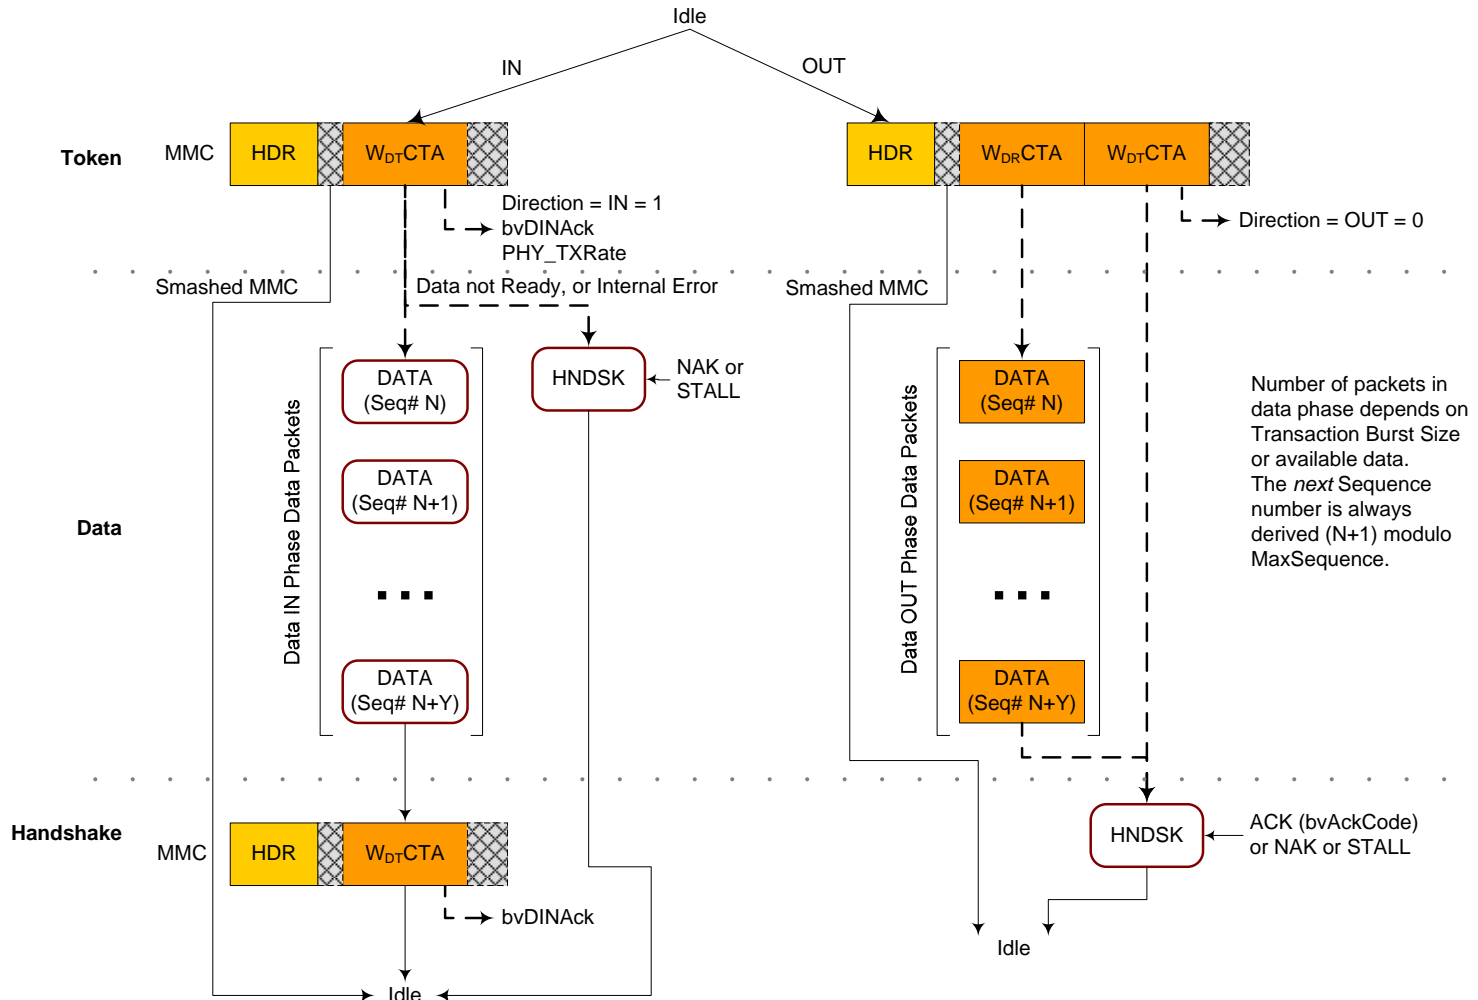 Idle
IN
OUT
Token
MMC
HDR
WDTCTA
HDR
WDRCTA
WDTCTA
Direction = IN = 1
bvDINAck
PHY_TXRate
Direction = OUT = 0
Smashed MMC
Data not Ready, or Internal Error
Smashed MMC
Data
Data IN Phase Data Packets
DATA
(Seq# N)
DATA
(Seq# N+1)
...
DATA
(Seq# N+Y)
HNDSK
NAK or
STALL
Data OUT Phase Data Packets
DATA
(Seq# N)
DATA
(Seq# N+1)
...
DATA
(Seq# N+Y)
Number of packets in
data phase depends on
Transaction Burst Size
or available data.
The next Sequence
number is always
derived (N+1) modulo
MaxSequence.
Handshake
MMC
HDR
WDTCTA
bvDINAck
Idle
HNDSK
ACK (bvAckCode)
or NAK or STALL
Idle